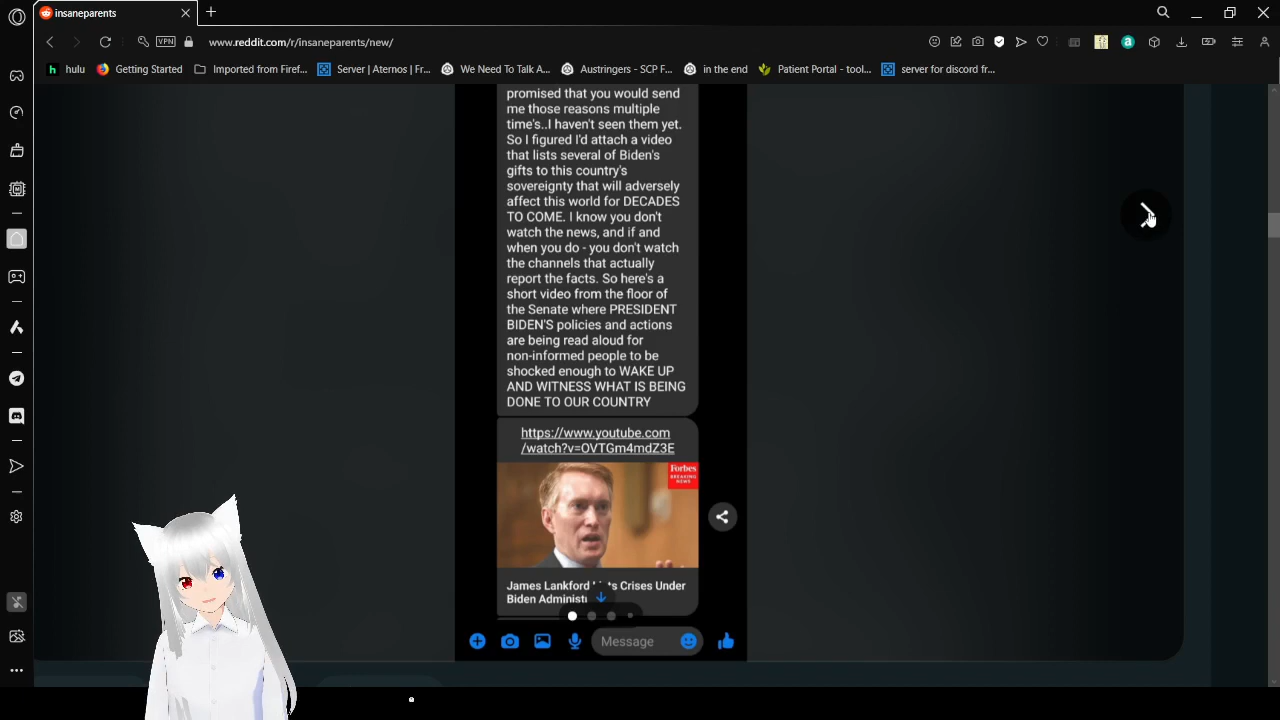 insaneparents
VPN
www.reddit.com/r/insaneparents/new/
hulu
Getting Started
Imported from Firef...
Server | Aternos | Fr...
We Need To Talk A...
Austringers - SCP F...
in the end
Patient Portal - tool...
server for discord fr...
promised that you would send
me those reasons multiple
time's..I haven't seen them yet.
So I figured I'd attach a video
that lists several of Biden's
gifts to this country's
sovereignty that will adversely
affect this world for DECADES
TO COME. I know you don't
watch the news, and if and
when you do - you don't watch
the channels that actually
report the facts. So here's a
short video from the floor of
the Senate where PRESIDENT
BIDEN'S policies and actions
are being read aloud for
non-informed people to be
shocked enough to WAKE UP
AND WITNESS WHAT IS BEING
DONE TO OUR COUNTRY
https://www.youtube.com
/watch?v=OVTGm4mdZ3E
Forbes
BREAKING
NEWS
James Lankford Crises Under
Biden
Message